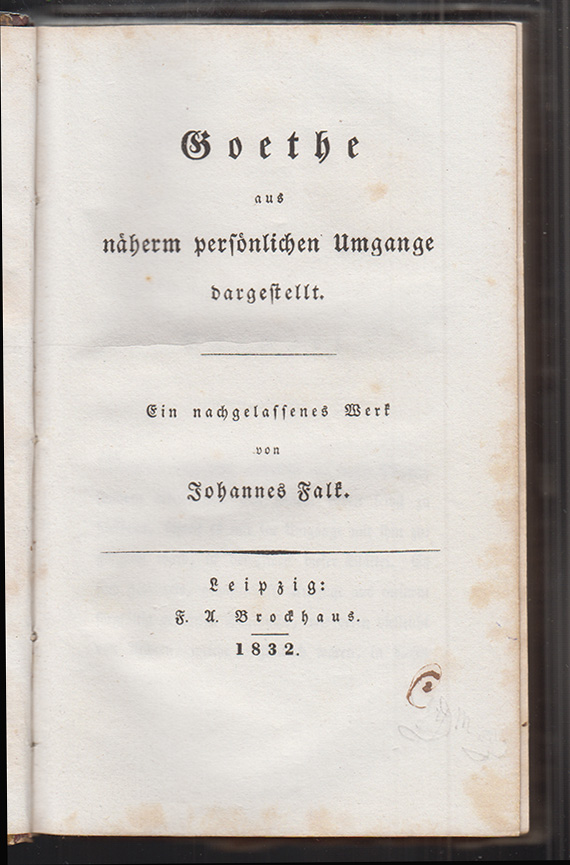 Goethe
aus
näherm persönlichen Umgange
dargestellt.
Ein nachgelassenes Werk
von
Johannes Falk.
Leipzig:
F. A. Brockhaus.
1832.